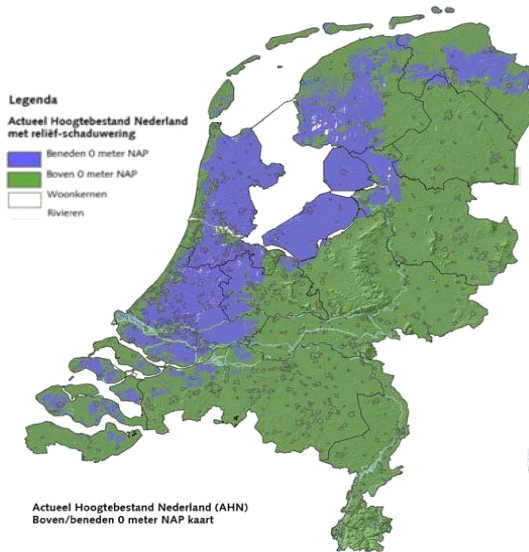 Legenda
Actueel Hoogtebestand Nederland
met reliëf-schaduwering
Beneden 0 meter NAP
Boven 0 meter NAP
Woonkernen
Rivieren
Actueel Hoogtebestand Nederland (AHN)
Boven/beneden 0 meter NAP kaart